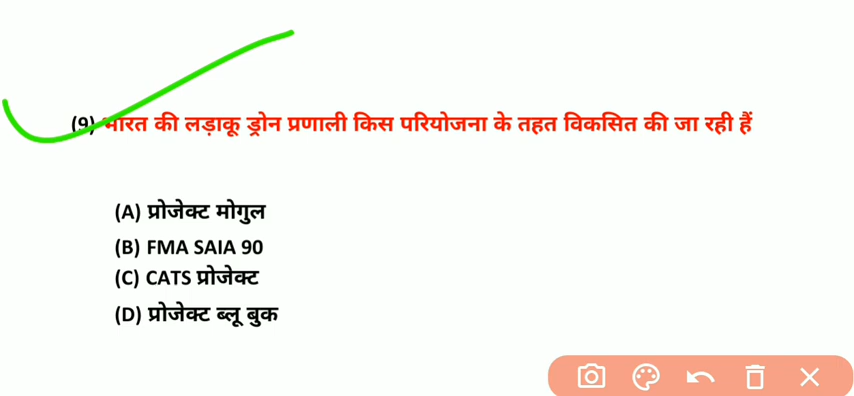 (9) भारत की लड़ाकू ड्रोन प्रणाली किस परियोजना के तहत विकसित की जा रही हैं
(A) प्रोजेक्ट मोगुल
(B) FMA SAIA 90
(C) CATS प्रोजेक्ट
(D) प्रोजेक्ट ब्लू बुक